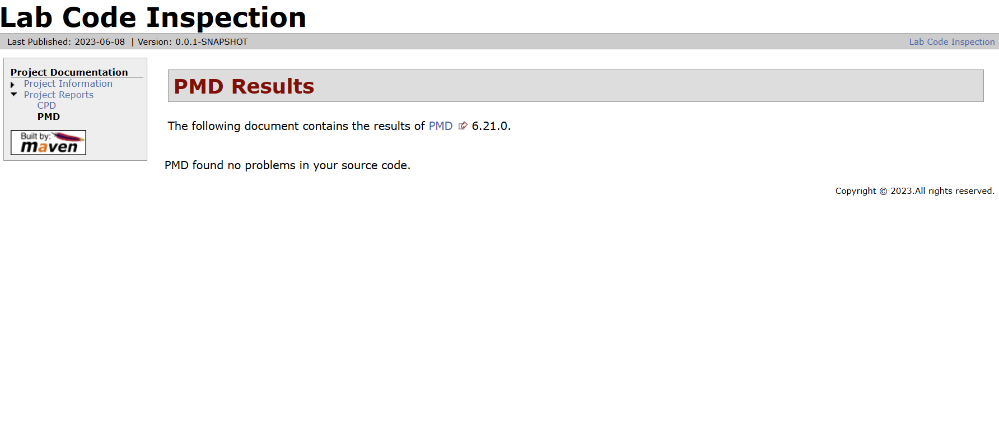 Lab Code Inspection
Last Published: 2023-06-08 | Version: 0.0.1-SNAPSHOT
Lab Code Inspection
Project Documentation
Project Information
Project Reports
CPD
PMD
Built by:
maven
PMD Results
The following document contains the results of PMD 6.21.0.
PMD found no problems in your source code.
Copyright © 2023.All rights reserved.